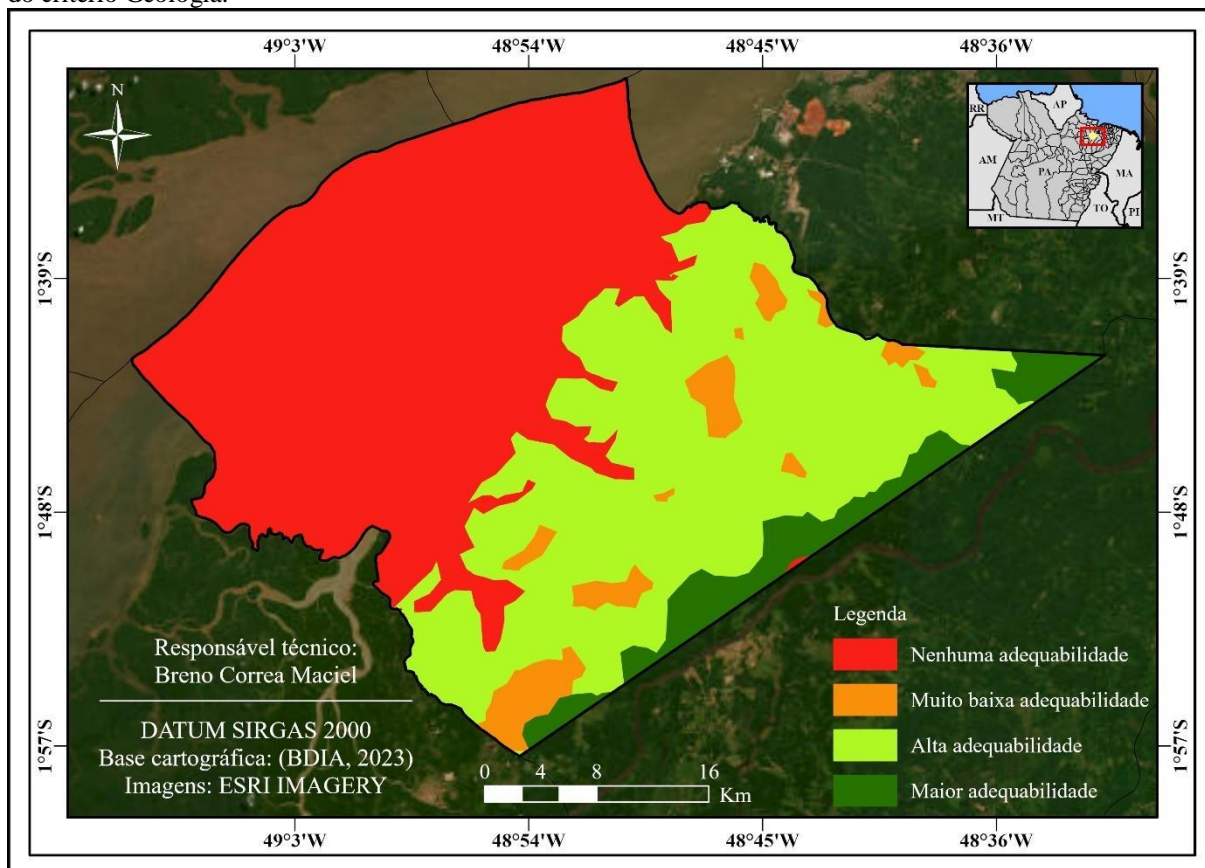 do critério Geologia.
49°3'W 48°54'W 48°45'W 48°36'W
N
RR
AP
AM
PA
MA
MT
TO
PI
1°39'S 1°39'S
1°48'S 1°48'S
1°57'S 1°57'S
Responsável técnico:
Breno Correa Maciel
DATUM SIRGAS 2000
Base cartográfica: (BDIA, 2023)
Imagens: ESRI IMAGERY
0 4 8 16
Km
Legenda
Nenhuma adequabilidade
Muito baixa adequabilidade
Alta adequabilidade
Maior adequabilidade
49°3'W 48°54'W 48°45'W 48°36'W